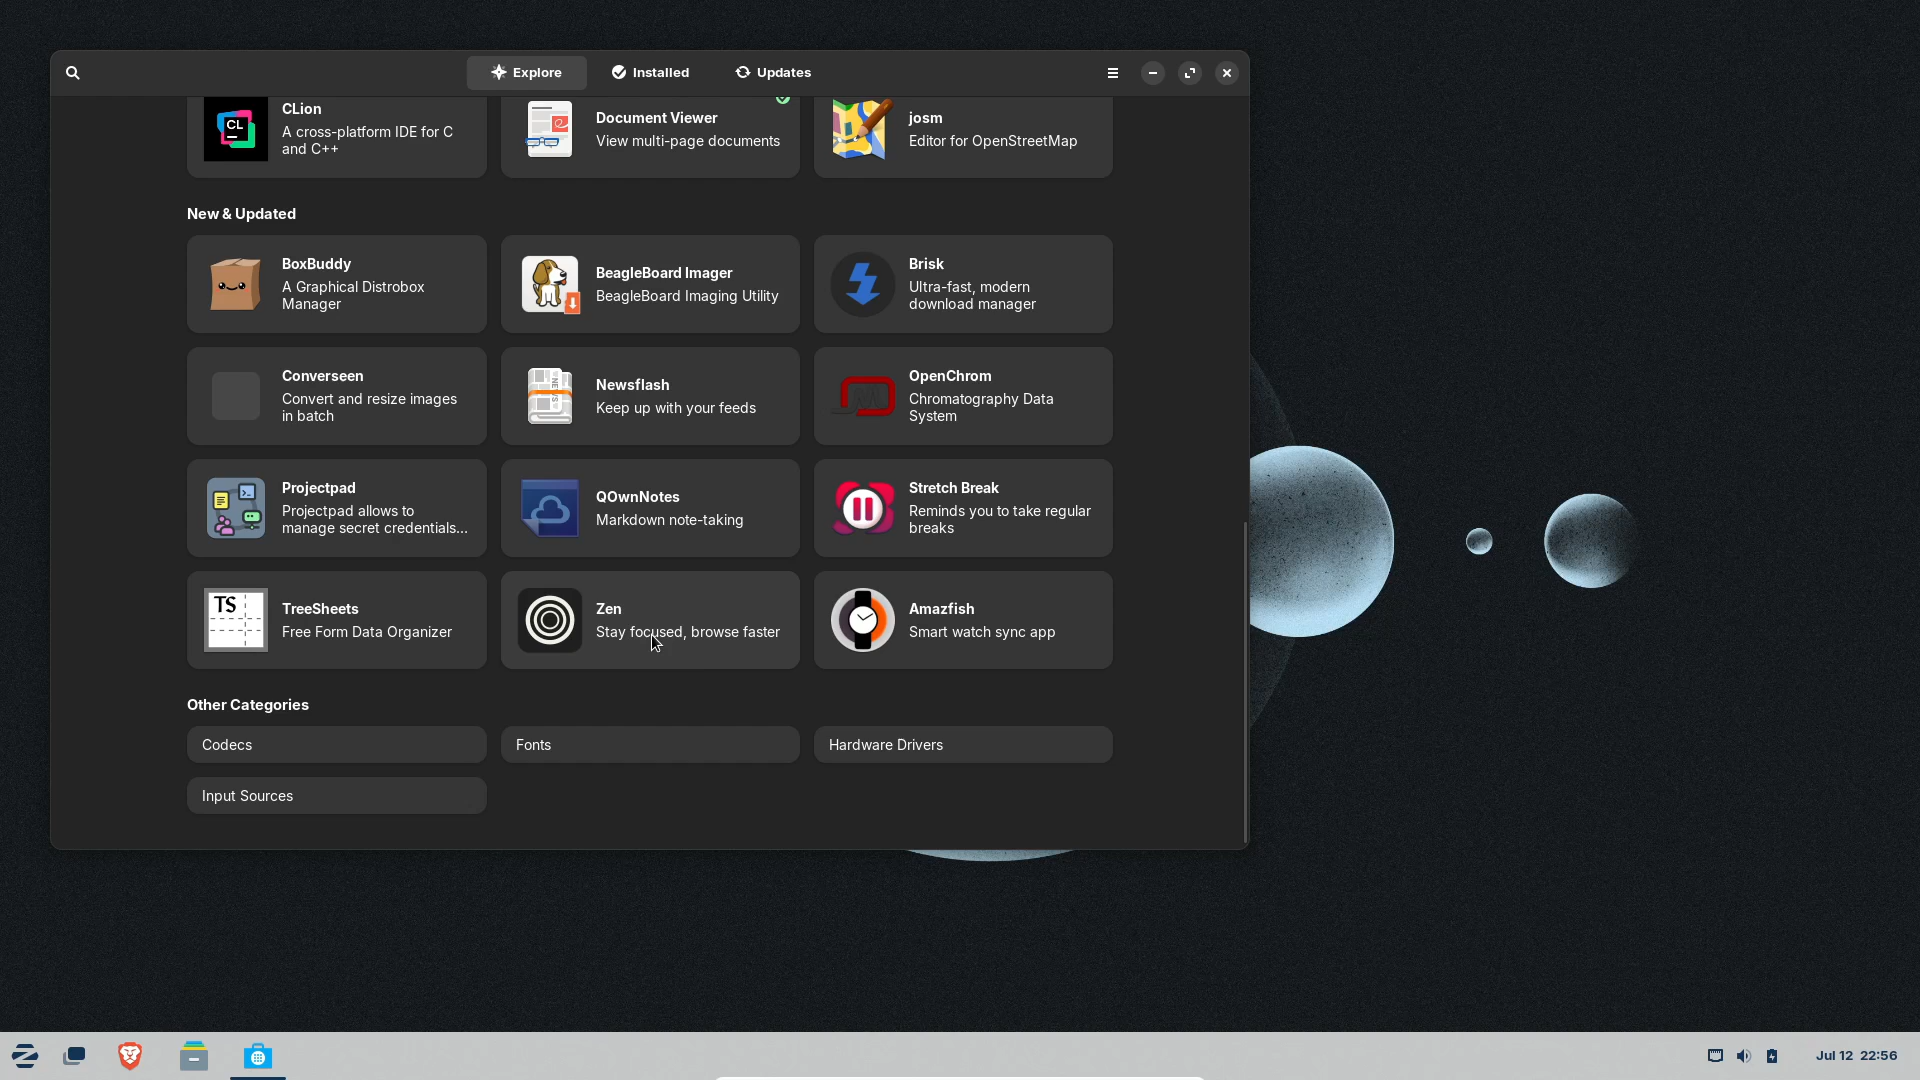 Explore
Installed
Updates
CLion
A cross-platform IDE for C
and C++
Document Viewer
View multi-page documents
josm
Editor for OpenStreetMap
New & Updated
BoxBuddy
A Graphical Distrobox
Manager
BeagleBoard Imager
BeagleBoard Imaging Utility
Brisk
Ultra-fast, modern
download manager
Converseen
Convert and resize images
in batch
Newsflash
Keep up with your feeds
OpenChrom
Chromatography Data
System
Projectpad
Projectpad allows to
manage secret credentials...
QOwnNotes
Markdown note-taking
Stretch Break
Reminds you to take regular
breaks
TreeSheets
Free Form Data Organizer
Zen
Stay focused, browse faster
Amazfish
Smart watch sync app
Other Categories
Codecs
Fonts
Hardware Drivers
Input Sources
CL
NEWS
TS
Jul 12 22:56